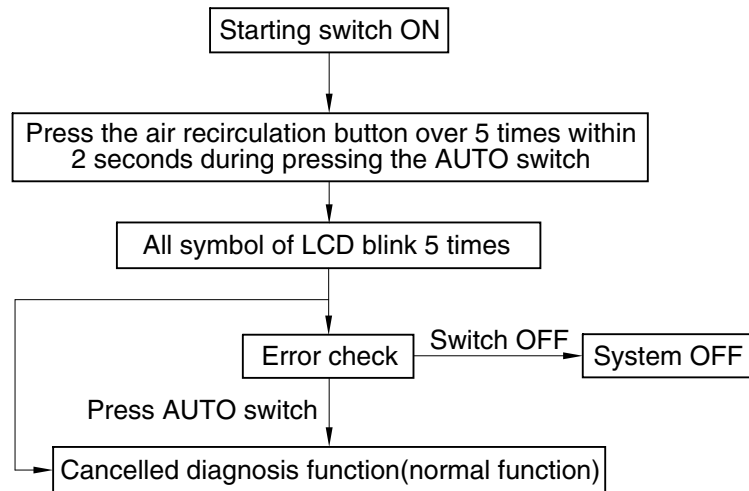 Starting switch ON
Press the air recirculation button over 5 times within
2 seconds during pressing the AUTO switch
All symbol of LCD blink 5 times
Error check
Switch OFF
System OFF
Press AUTO switch
Cancelled diagnosis function(normal function)